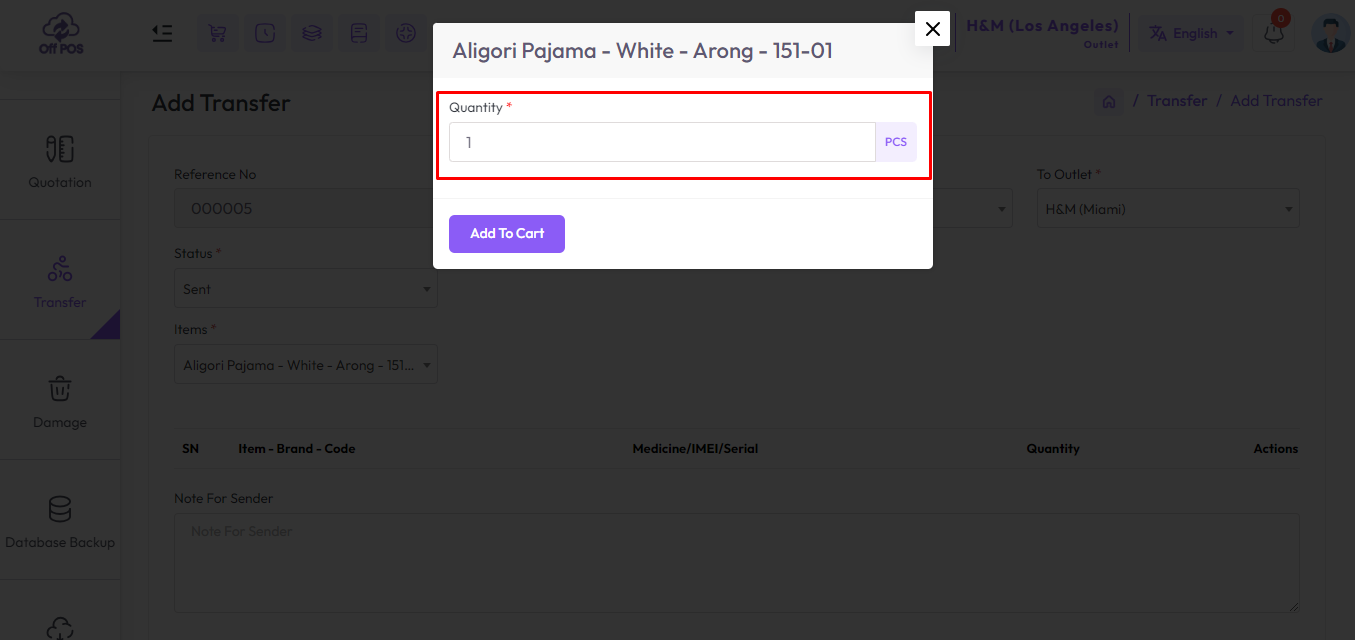 Off POS
H&M (Los Angeles)
Outlet
English
0
Aligori Pajama - White - Arong - 151-01
Quantity *
1
PCS
Add To Cart
Add Transfer
/ Transfer / Add Transfer
Quotation
Transfer
Damage
Database Backup
Reference No
000005
To Outlet *
H&M (Miami)
Status *
Sent
Items *
Aligori Pajama - White - Arong - 151...
SN Item - Brand - Code Medicine/IMEI/Serial Quantity Actions
Note For Sender
Note For Sender